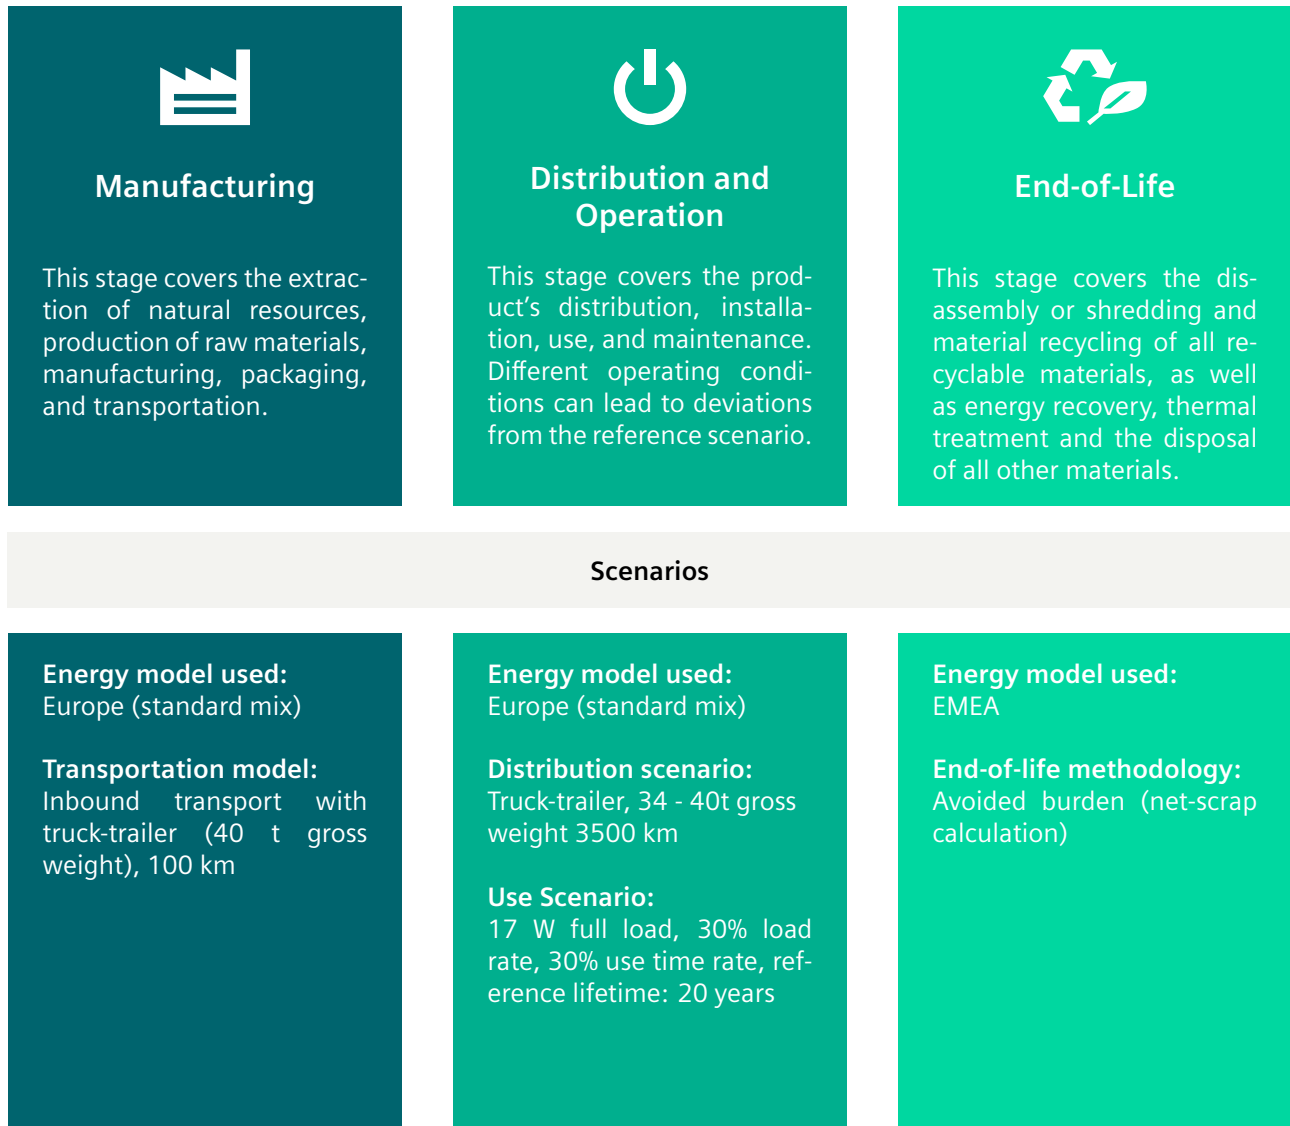 Manufacturing
This stage covers the extrac-
tion of natural resources,
production of raw materials,
manufacturing, packaging,
and transportation.
Distribution and
Operation
This stage covers the prod-
uct's distribution, installa-
tion, use, and maintenance.
Different operating condi-
tions can lead to deviations
from the reference scenario.
End-of-Life
This stage covers the dis-
assembly or shredding and
material recycling of all re-
cyclable materials, as well
as energy recovery, thermal
treatment and the disposal
of all other materials.
Scenarios
Energy model used:
Europe (standard mix)
Transportation model:
Inbound transport with
truck-trailer (40 t gross
weight), 100 km
Energy model used:
Europe (standard mix)
Distribution scenario:
Truck-trailer, 34 - 40t gross
weight 3500 km
Use Scenario:
17 W full load, 30% load
rate, 30% use time rate, ref-
erence lifetime: 20 years
Energy model used:
EMEA
End-of-life methodology:
Avoided burden (net-scrap
calculation)